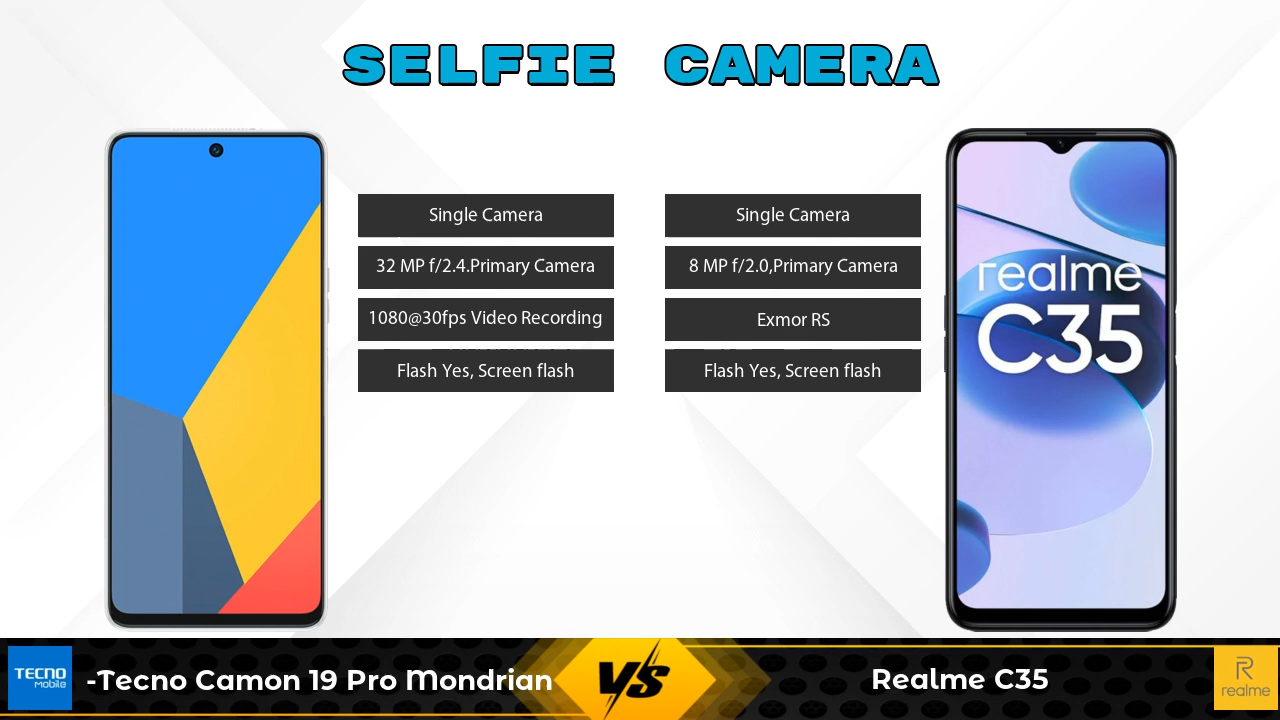 SELFIE CAMERA
Single Camera
32 MP f/2.4.Primary Camera
1080@30fps Video Recording
Flash Yes, Screen flash
Single Camera
8 MP f/2.0,Primary Camera
Exmor RS
Flash Yes, Screen flash
realme
C35
TECNO
Mobile
-Tecno Camon 19 Pro Mondrian
VS
Realme C35
R
realme